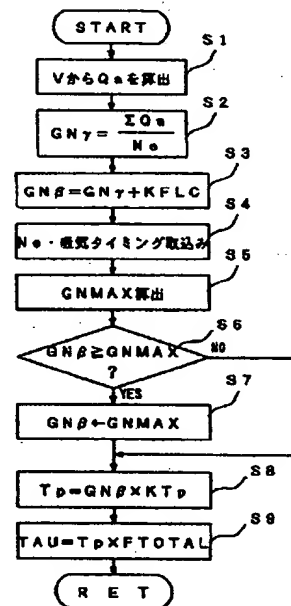 START
S1
VからQaを算出
S2
GNγ=ΣQa/Ne
S3
GNβ=GNγ+KFLC
S4
Ne・吸気タイミング取込み
S5
GNMAX算出
S6
GNβ≧GNMAX
?
NO
YES
S7
GNβ←GNMAX
S8
Tp=GNβ×KTp
S9
TAU=Tp×FTOTAL
RET